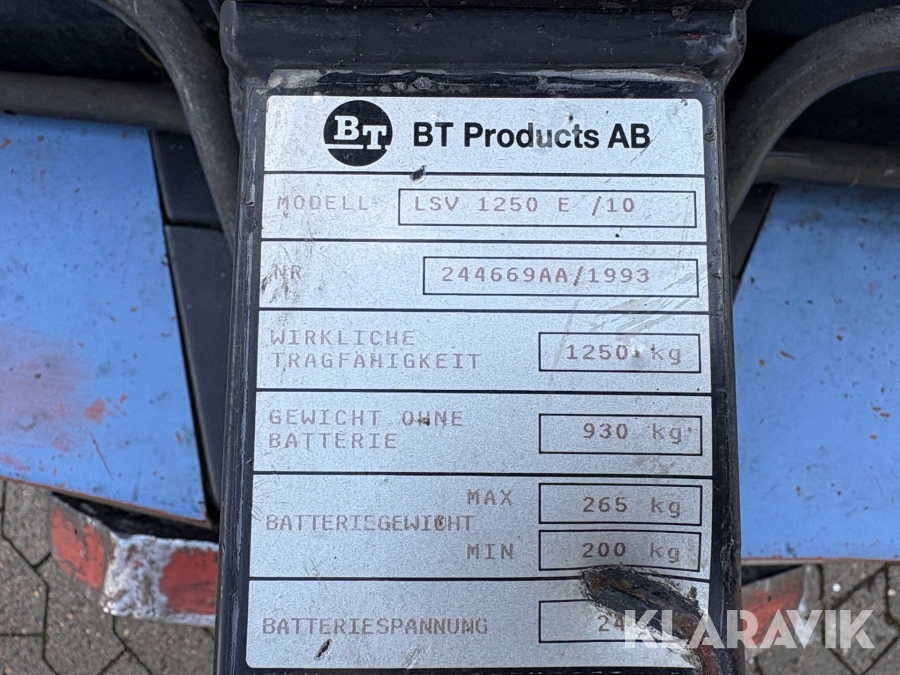 BT BT Products AB
MODELL LSV 1250 E /10
NR 244669AA/1993
WIRKLICHE
TRAGFÄHIGKEIT 1250 kg
GEWICHT OHNE
BATTERIE 930 kg
MAX 265 kg
BATTERIEGEWICHT
MIN 200 kg
BATTERIESPANNUNG 24
KLARAVIK